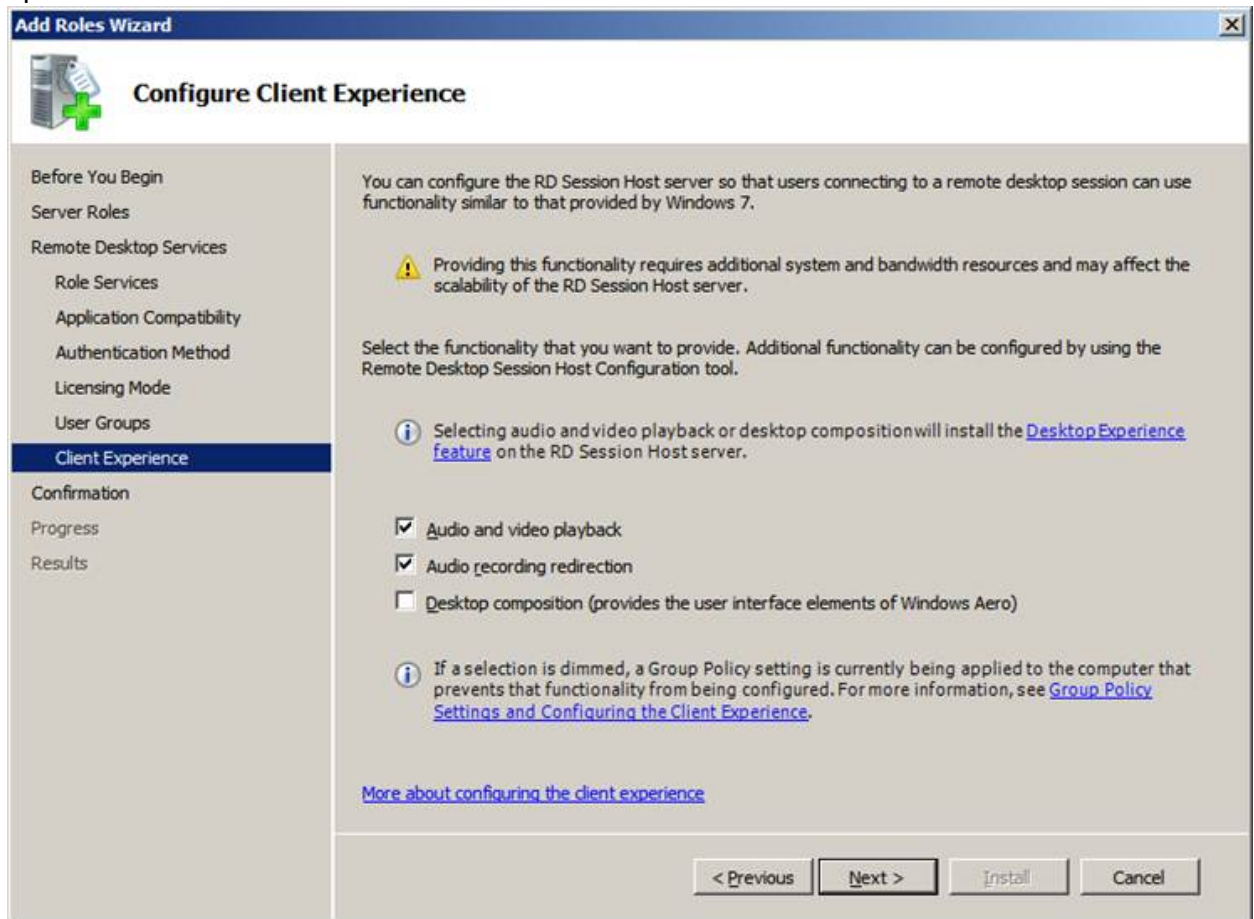 Add Roles Wizard
Configure Client Experience
Before You Begin
Server Roles
Remote Desktop Services
Role Services
Application Compatibility
Authentication Method
Licensing Mode
User Groups
Client Experience
Confirmation
Progress
Results
You can configure the RD Session Host server so that users connecting to a remote desktop session can use
functionality similar to that provided by Windows 7.
Providing this functionality requires additional system and bandwidth resources and may affect the
scalability of the RD Session Host server.
Select the functionality that you want to provide. Additional functionality can be configured by using the
Remote Desktop Session Host Configuration tool.
Selecting audio and video playback or desktop composition will install the Desktop Experience
feature on the RD Session Host server.
Audio and video playback
Audio recording redirection
Desktop composition (provides the user interface elements of Windows Aero)
If a selection is dimmed, a Group Policy setting is currently being applied to the computer that
prevents that functionality from being configured. For more information, see Group Policy
Settings and Configuring the Client Experience.
More about configuring the client experience
< Previous
Next >
Install
Cancel